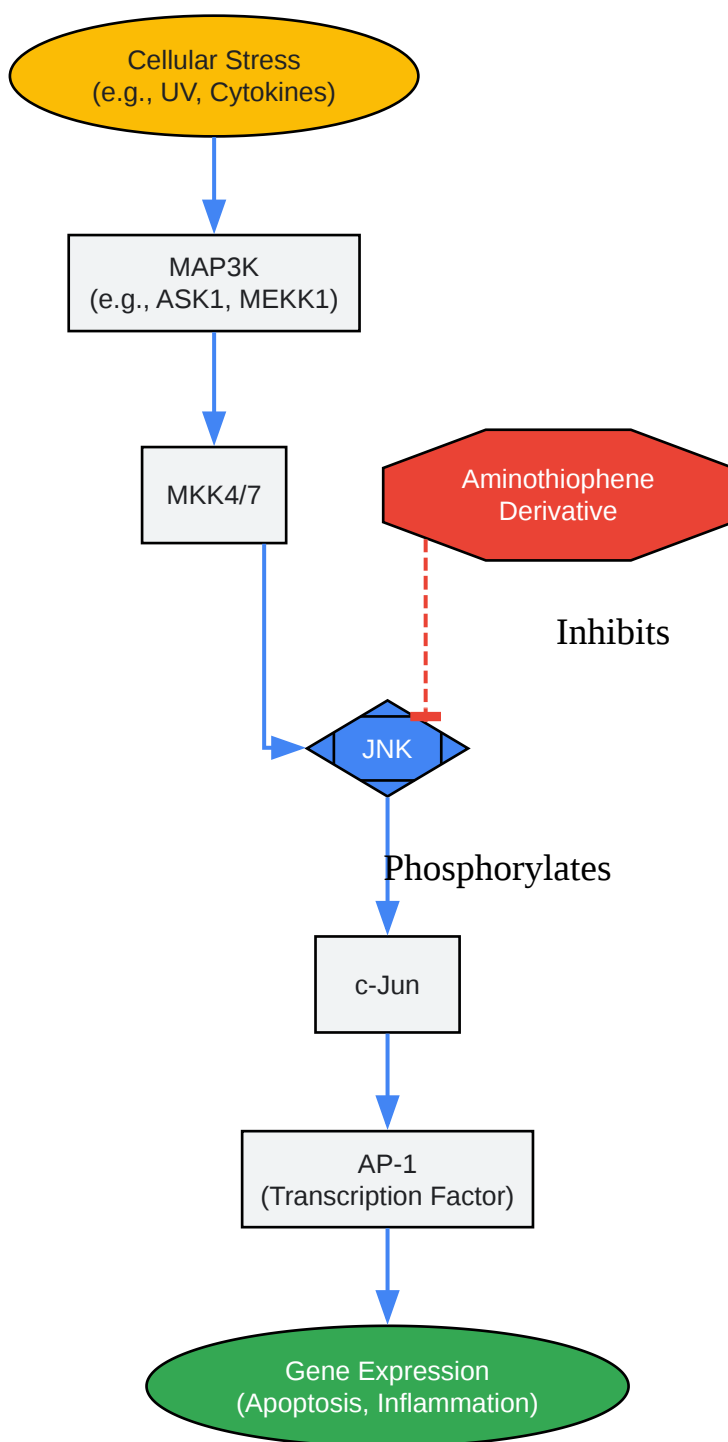 Cellular Stress
(e.g., UV, Cytokines)
MAP3K
(e.g., ASK1, MEKK1)
MKK4/7
Aminothiophene
Derivative
Inhibits
JNK
Phosphorylates
c-Jun
AP-1
(Transcription Factor)
Gene Expression
(Apoptosis, Inflammation)